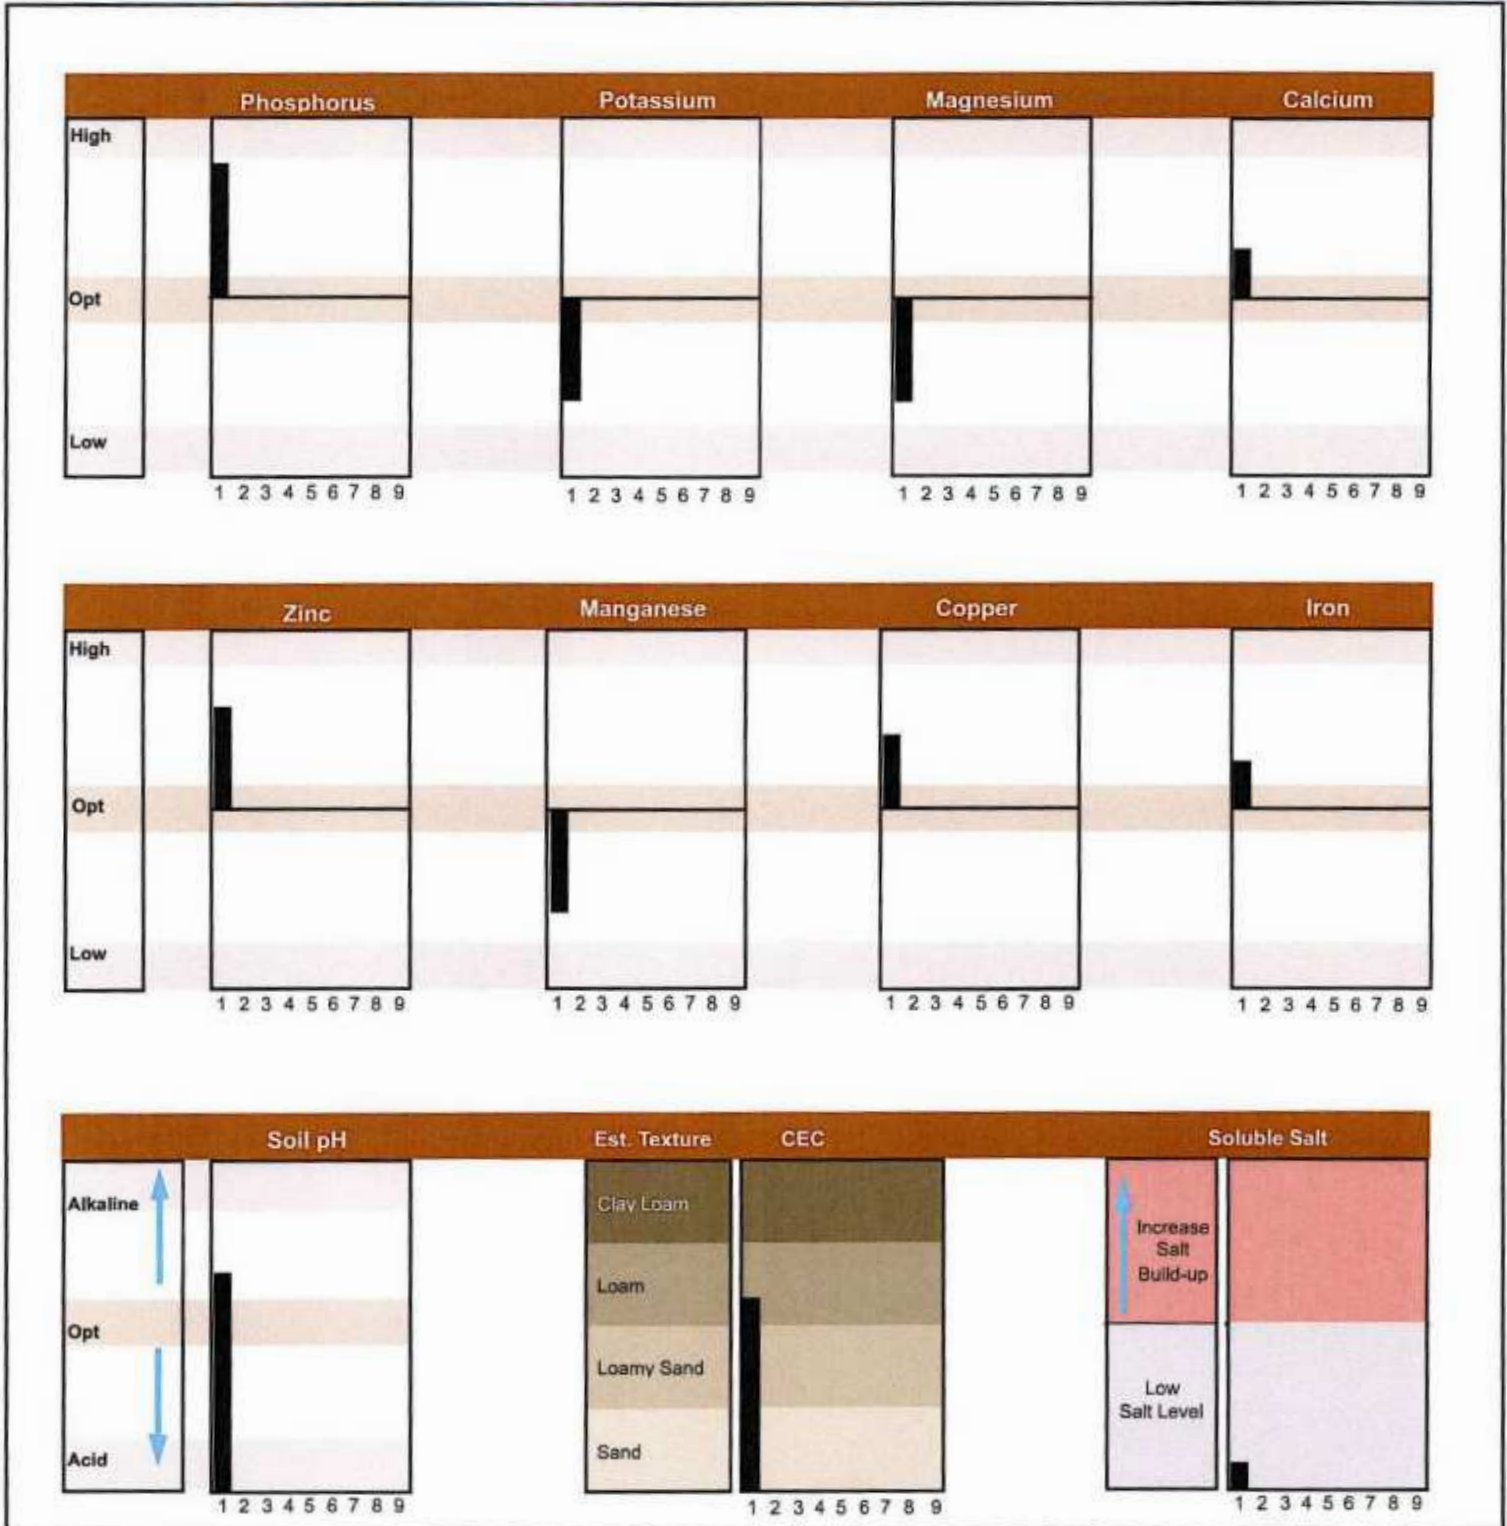 Phosphorus Potassium Magnesium Calcium
High
Opt
Low
1 2 3 4 5 6 7 8 9 1 2 3 4 5 6 7 8 9 1 2 3 4 5 6 7 8 9 1 2 3 4 5 6 7 8 9
Zinc Manganese Copper Iron
High
Opt
Low
1 2 3 4 5 6 7 8 9 1 2 3 4 5 6 7 8 9 1 2 3 4 5 6 7 8 9 1 2 3 4 5 6 7 8 9
Soil pH Est. Texture CEC Soluble Salt
Alkaline
Opt
Acid
1 2 3 4 5 6 7 8 9
Clay Loam
Loam
Loamy Sand
Sand
1 2 3 4 5 6 7 8 9
Increase
Salt
Build-up
Low
Salt Level
1 2 3 4 5 6 7 8 9